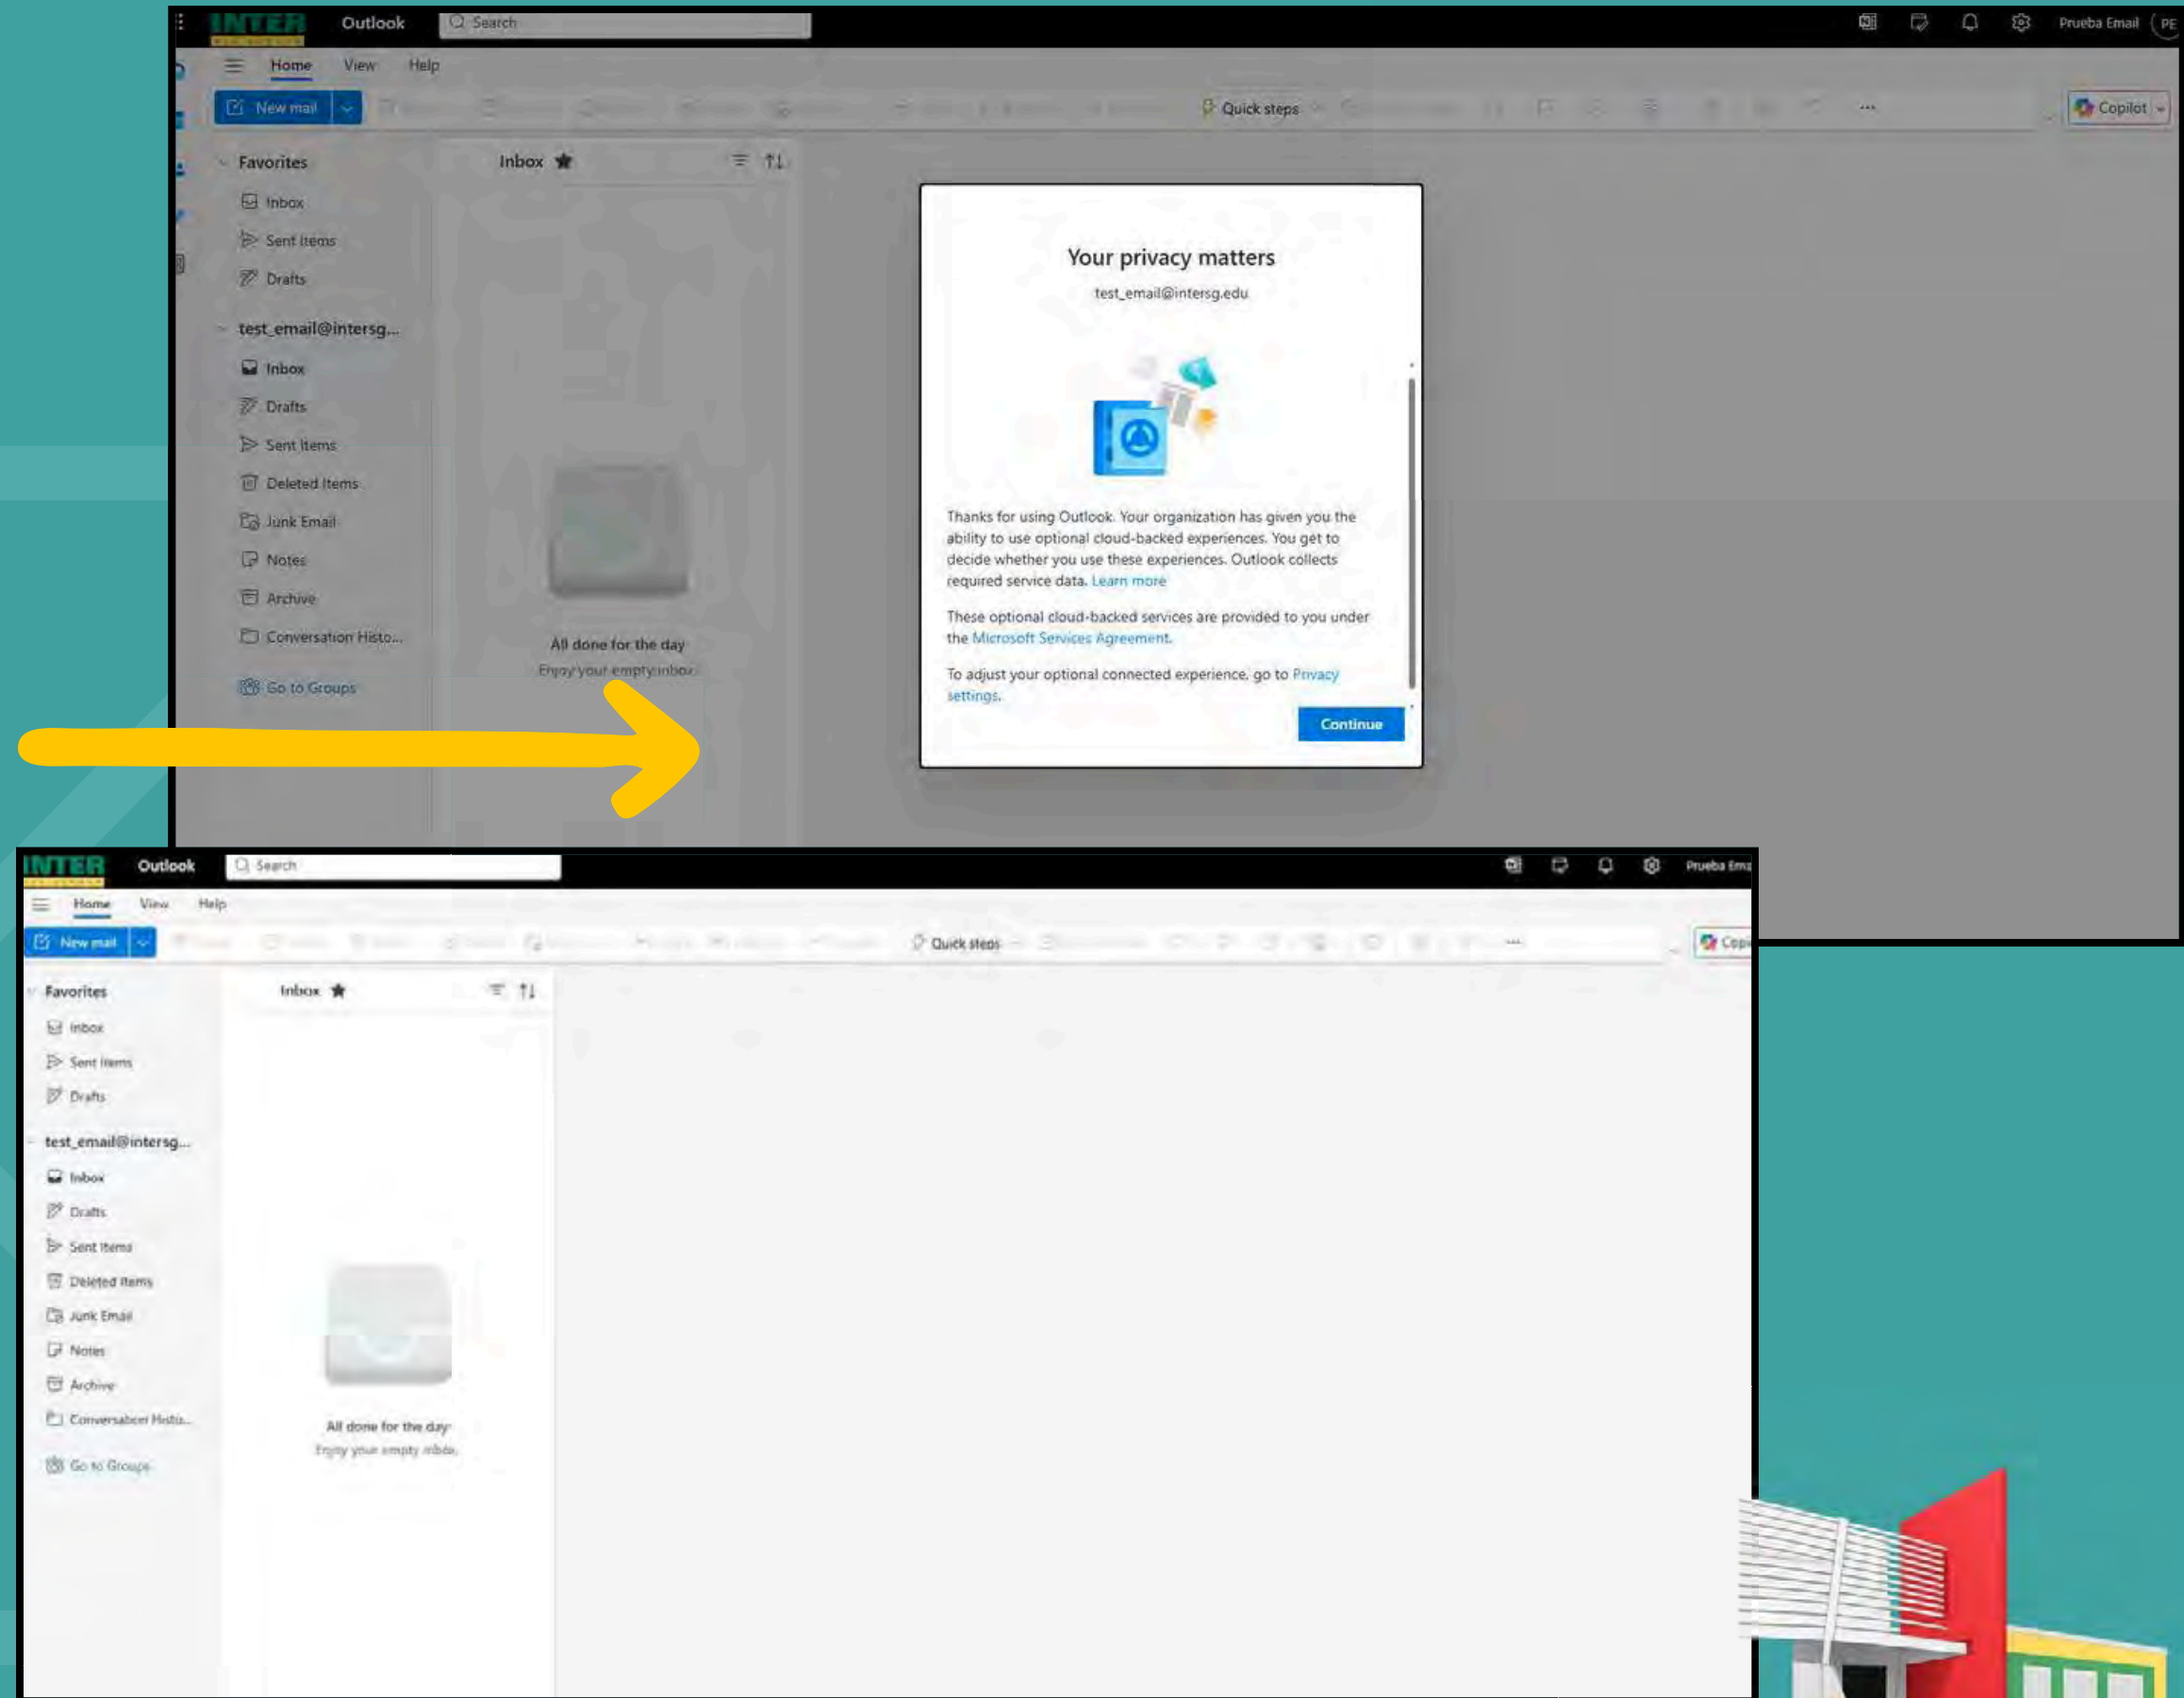 INTER
Outlook
Search
Prueba Email
PE
Home
View
Help
New mail
Quick steps
Copilot
Favorites
Inbox
Sent Items
Drafts
test_email@intersg...
Inbox
Drafts
Sent Items
Deleted Items
Junk Email
Notes
Archive
Conversation Histo...
Go to Groups
Inbox
All done for the day
Enjoy your empty inbox.
Your privacy matters
test_email@intersg.edu
Thanks for using Outlook. Your organization has given you the
ability to use optional cloud-backed experiences. You get to
decide whether you use these experiences. Outlook collects
required service data. Learn more
These optional cloud-backed services are provided to you under
the Microsoft Services Agreement.
To adjust your optional connected experience, go to Privacy
settings.
Continue
INTER
Outlook
Search
Prueba Ema
Home
View
Help
New mail
Quick steps
Copi
Favorites
Inbox
Sent Items
Drafts
test_email@intersg...
Inbox
Drafts
Sent Items
Deleted Items
Junk Email
Notes
Archive
Conversation Histo...
Go to Groups
Inbox
All done for the day
Enjoy your empty inbox.